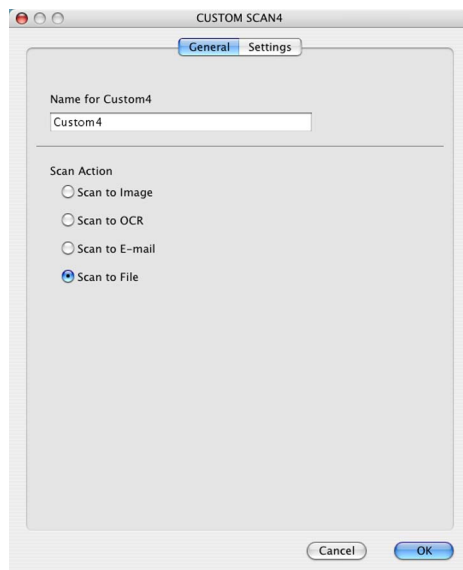 CUSTOM SCAN4
General Settings
Name for Custom4
Custom4
Scan Action
Scan to Image
Scan to OCR
Scan to E-mail
Scan to File
Cancel OK